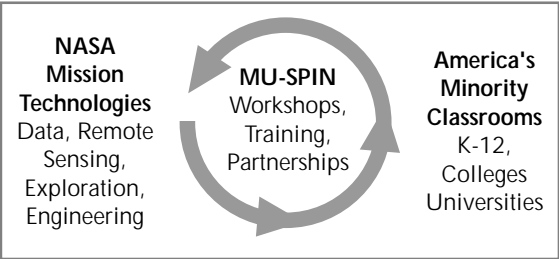 NASA
Mission
Technologies
Data, Remote
Sensing,
Exploration,
Engineering
MU-SPIN
Workshops,
Training,
Partnerships
America's
Minority
Classrooms
K-12,
Colleges
Universities